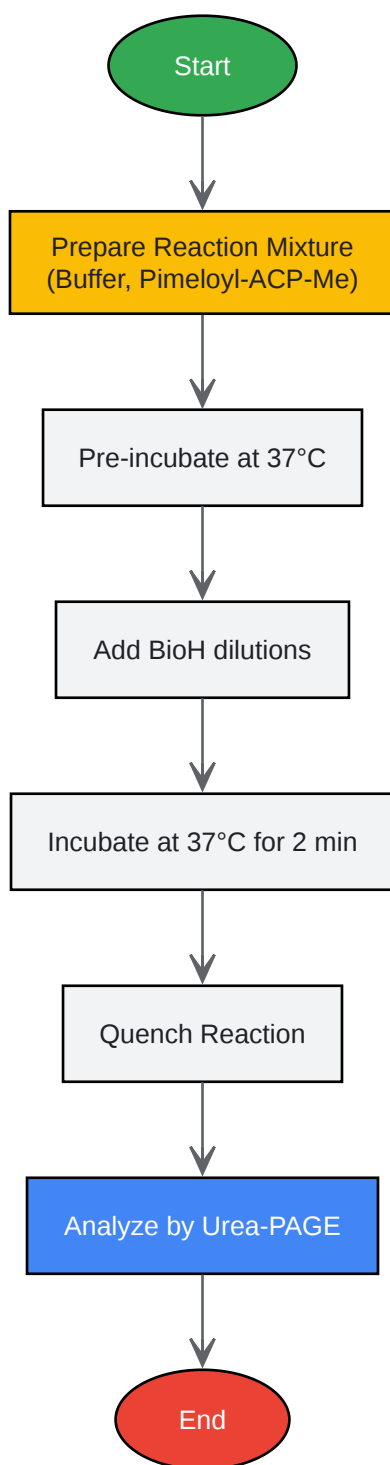 Start
Prepare Reaction Mixture
(Buffer, Pimeloyl-ACP-Me)
Pre-incubate at 37°C
Add BioH dilutions
Incubate at 37°C for 2 min
Quench Reaction
Analyze by Urea-PAGE
End